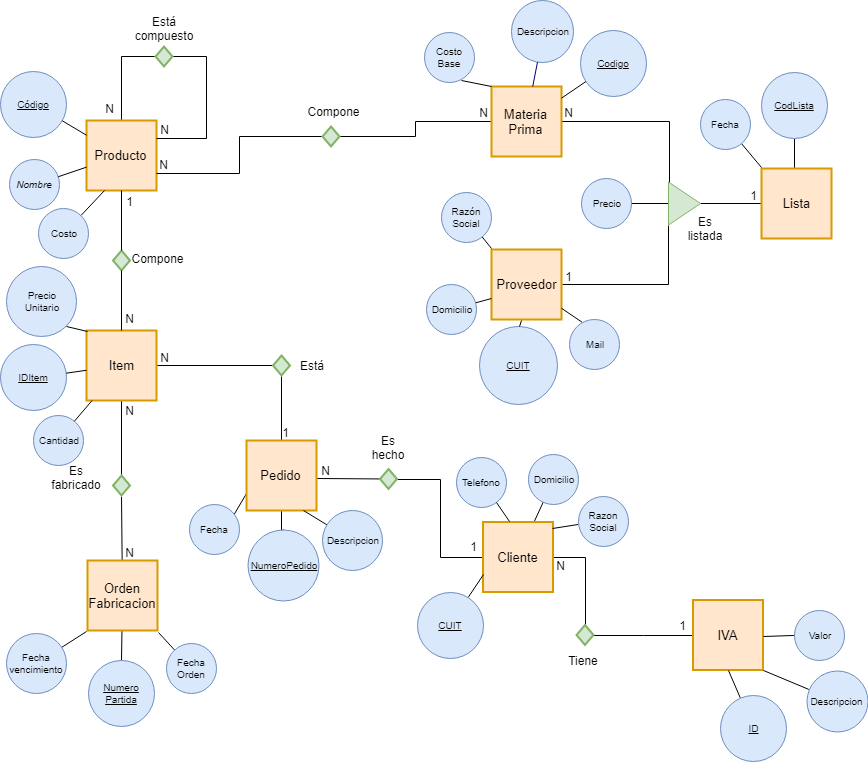 Está
compuesto
N
Código
N
Producto
N
Nombre
Costo
1
Compone
N
Costo
Base
Descripcion
Codigo
Materia
Prima
N
N
Fecha
CodLista
Precio
1
Es
listada
Lista
Razón
Social
Proveedor
1
Domicilio
CUIT
Mail
Compone
N
Precio
Unitario
IDItem
Item
N
Cantidad
N
Está
1
Es
fabricado
N
Pedido
N
Fecha
NumeroPedido
Descripcion
Es
hecho
1
Telefono
Domicilio
Razon
Social
Cliente
N
CUIT
Orden
Fabricacion
Fecha
vencimiento
Numero
Partida
Fecha
Orden
Tiene
1
IVA
Valor
Descripcion
ID